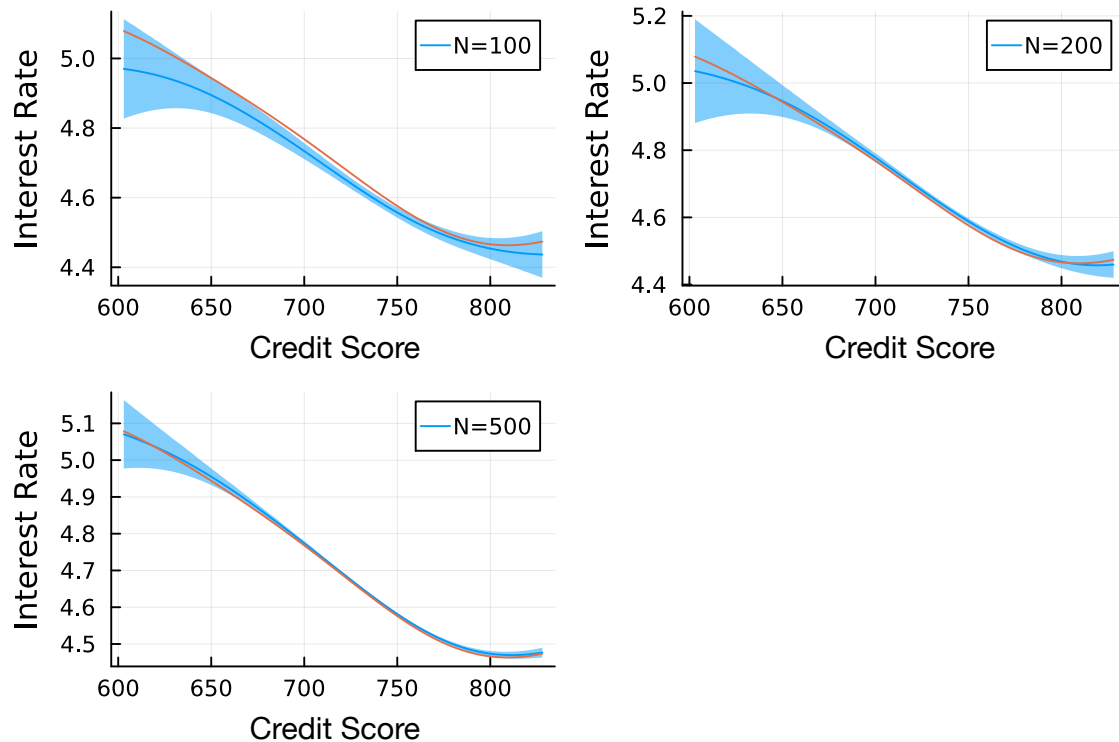 N=100
5.0
4.8
4.6
4.4
600 650 700 750 800
Interest Rate
Credit Score
N=200
5.2
5.0
4.8
4.6
4.4
600 650 700 750 800
Interest Rate
Credit Score
N=500
5.1
5.0
4.9
4.8
4.7
4.6
4.5
600 650 700 750 800
Interest Rate
Credit Score